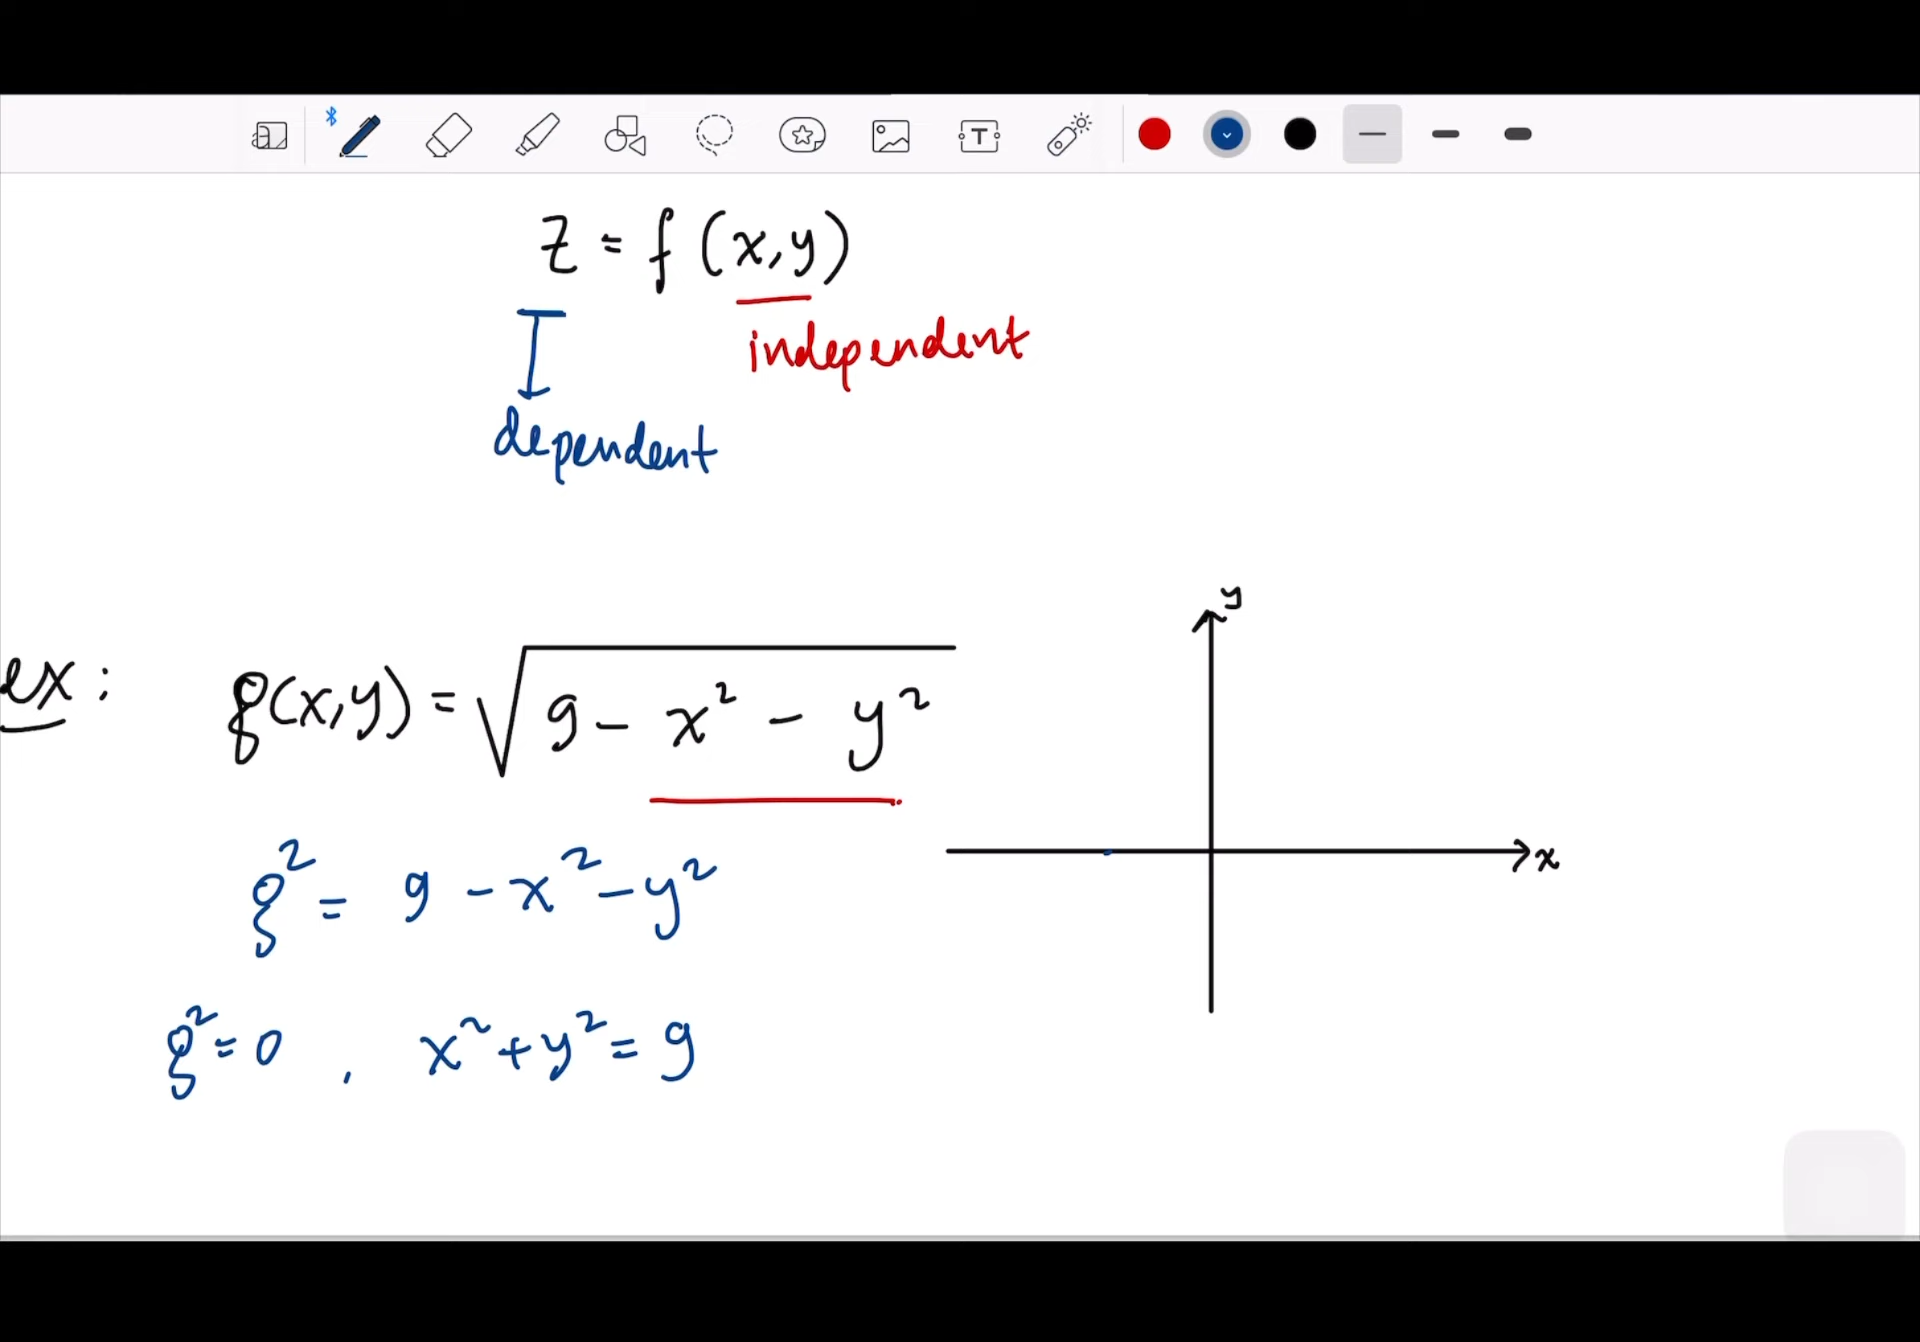 z = f(x,y)
independent
dependent
y
ex: g(x,y) = √(9 - x² - y²)
x
g² = 9 - x² - y²
g² = 0 , x² + y² = 9